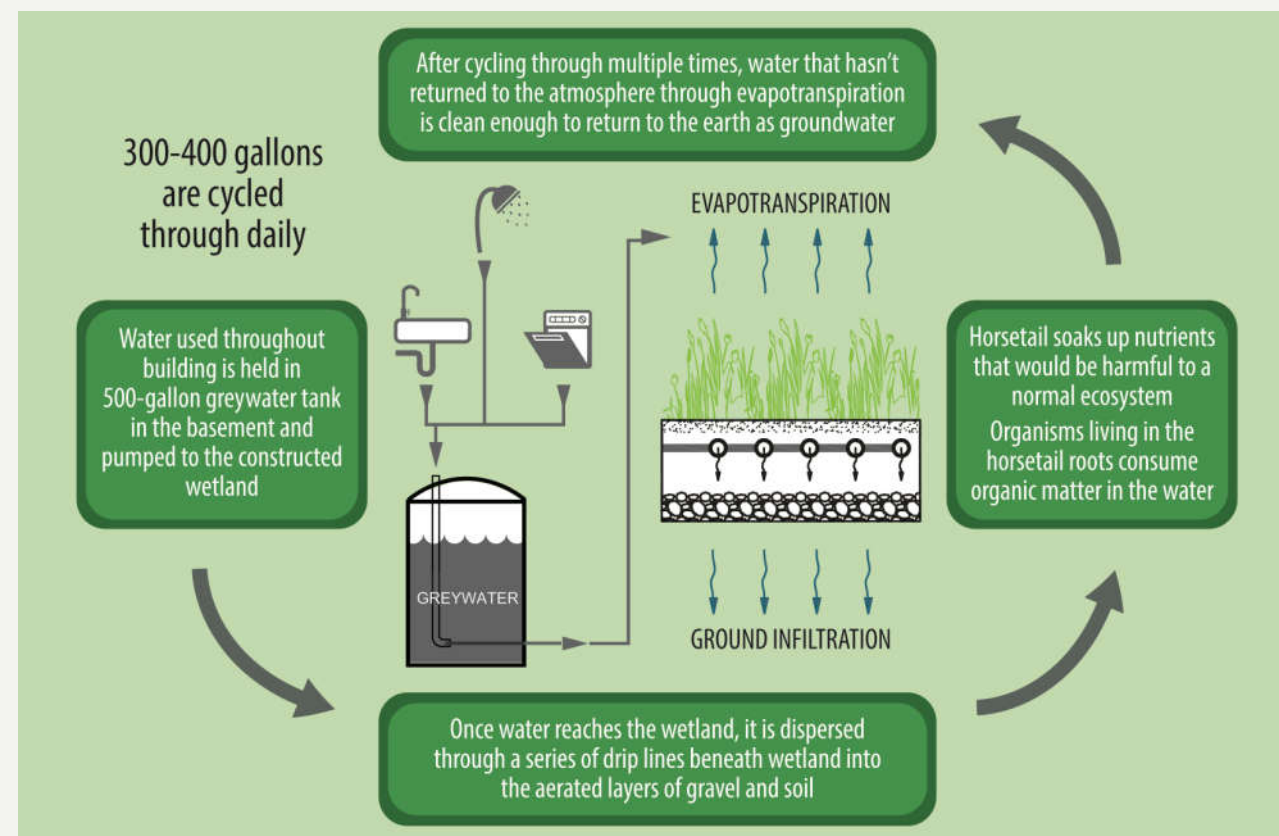 After cycling through multiple times, water that hasn't
returned to the atmosphere through evapotranspiration
is clean enough to return to the earth as groundwater
300-400 gallons
are cycled
through daily
EVAPOTRANSPIRATION
Water used throughout
building is held in
500-gallon greywater tank
in the basement and
pumped to the constructed
wetland
Horsetail soaks up nutrients
that would be harmful to a
normal ecosystem
Organisms living in the
horsetail roots consume
organic matter in the water
GREYWATER
GROUND INFILTRATION
Once water reaches the wetland, it is dispersed
through a series of drip lines beneath wetland into
the aerated layers of gravel and soil